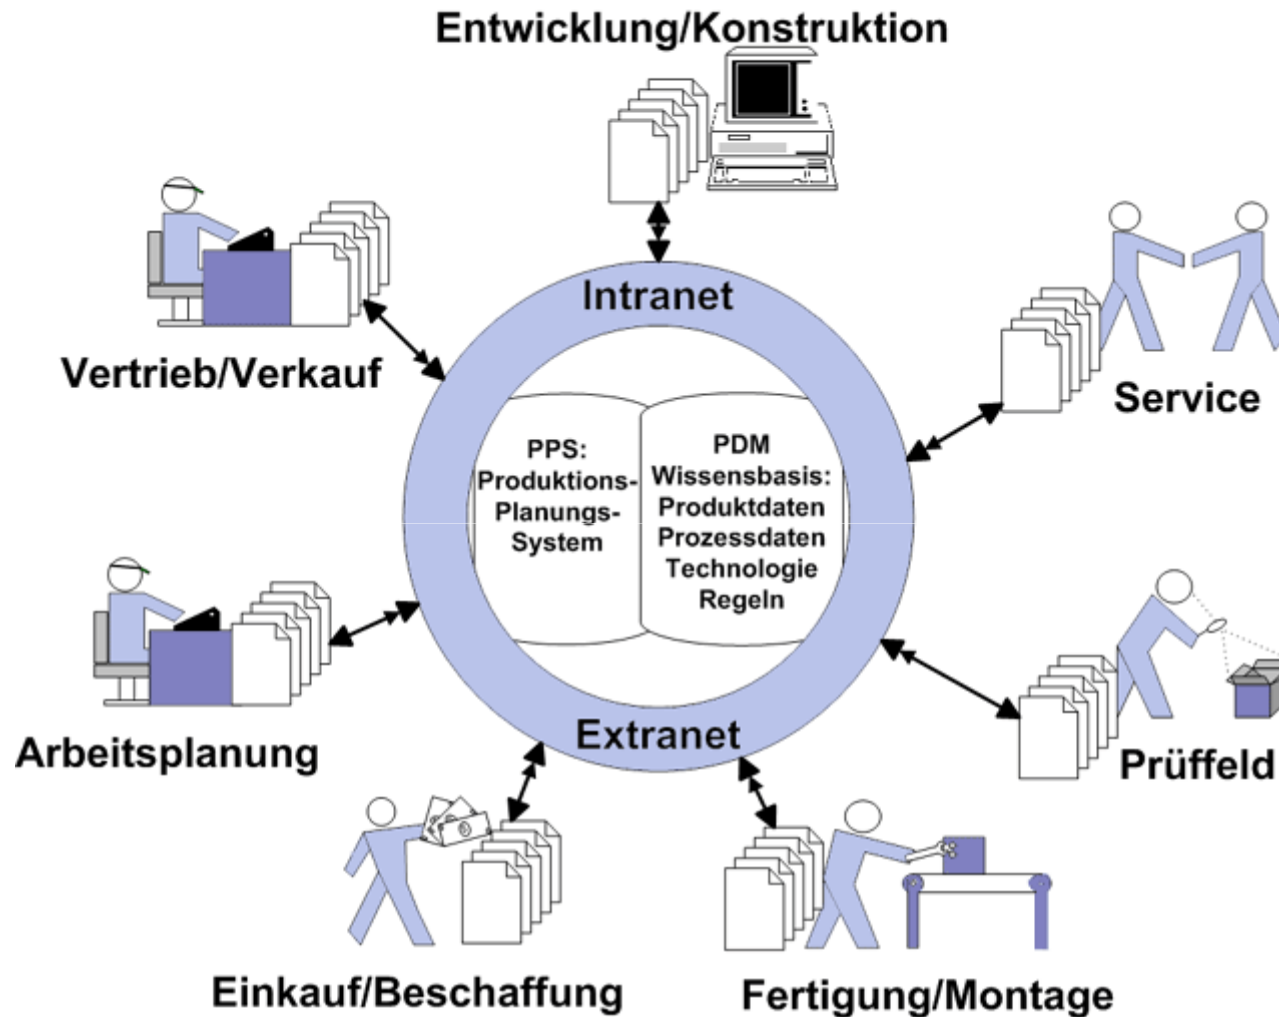 Entwicklung/Konstruktion
Intranet
Vertrieb/Verkauf
Service
PPS:
Produktions-
Planungs-
System
PDM
Wissensbasis:
Produktdaten
Prozessdaten
Technologie
Regeln
Extranet
Arbeitsplanung
Prüffeld
Einkauf/Beschaffung
Fertigung/Montage